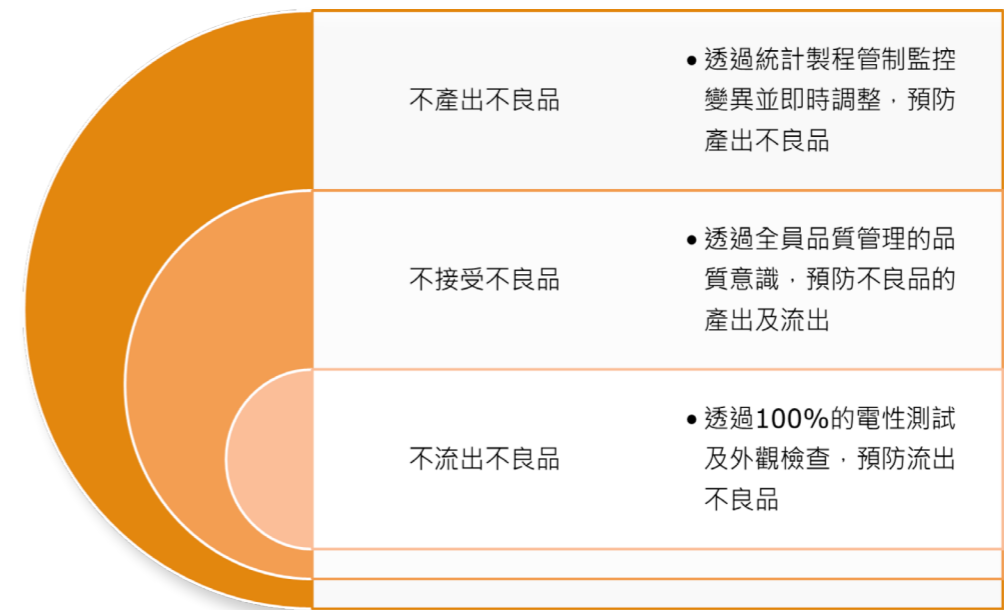 不產出不良品
• 透過統計製程管制監控
變異並即時調整，預防
產出不良品
不接受不良品
• 透過全員品質管理的品
質意識，預防不良品的
產出及流出
不流出不良品
• 透過100%的電性測試
及外觀檢查，預防流出
不良品